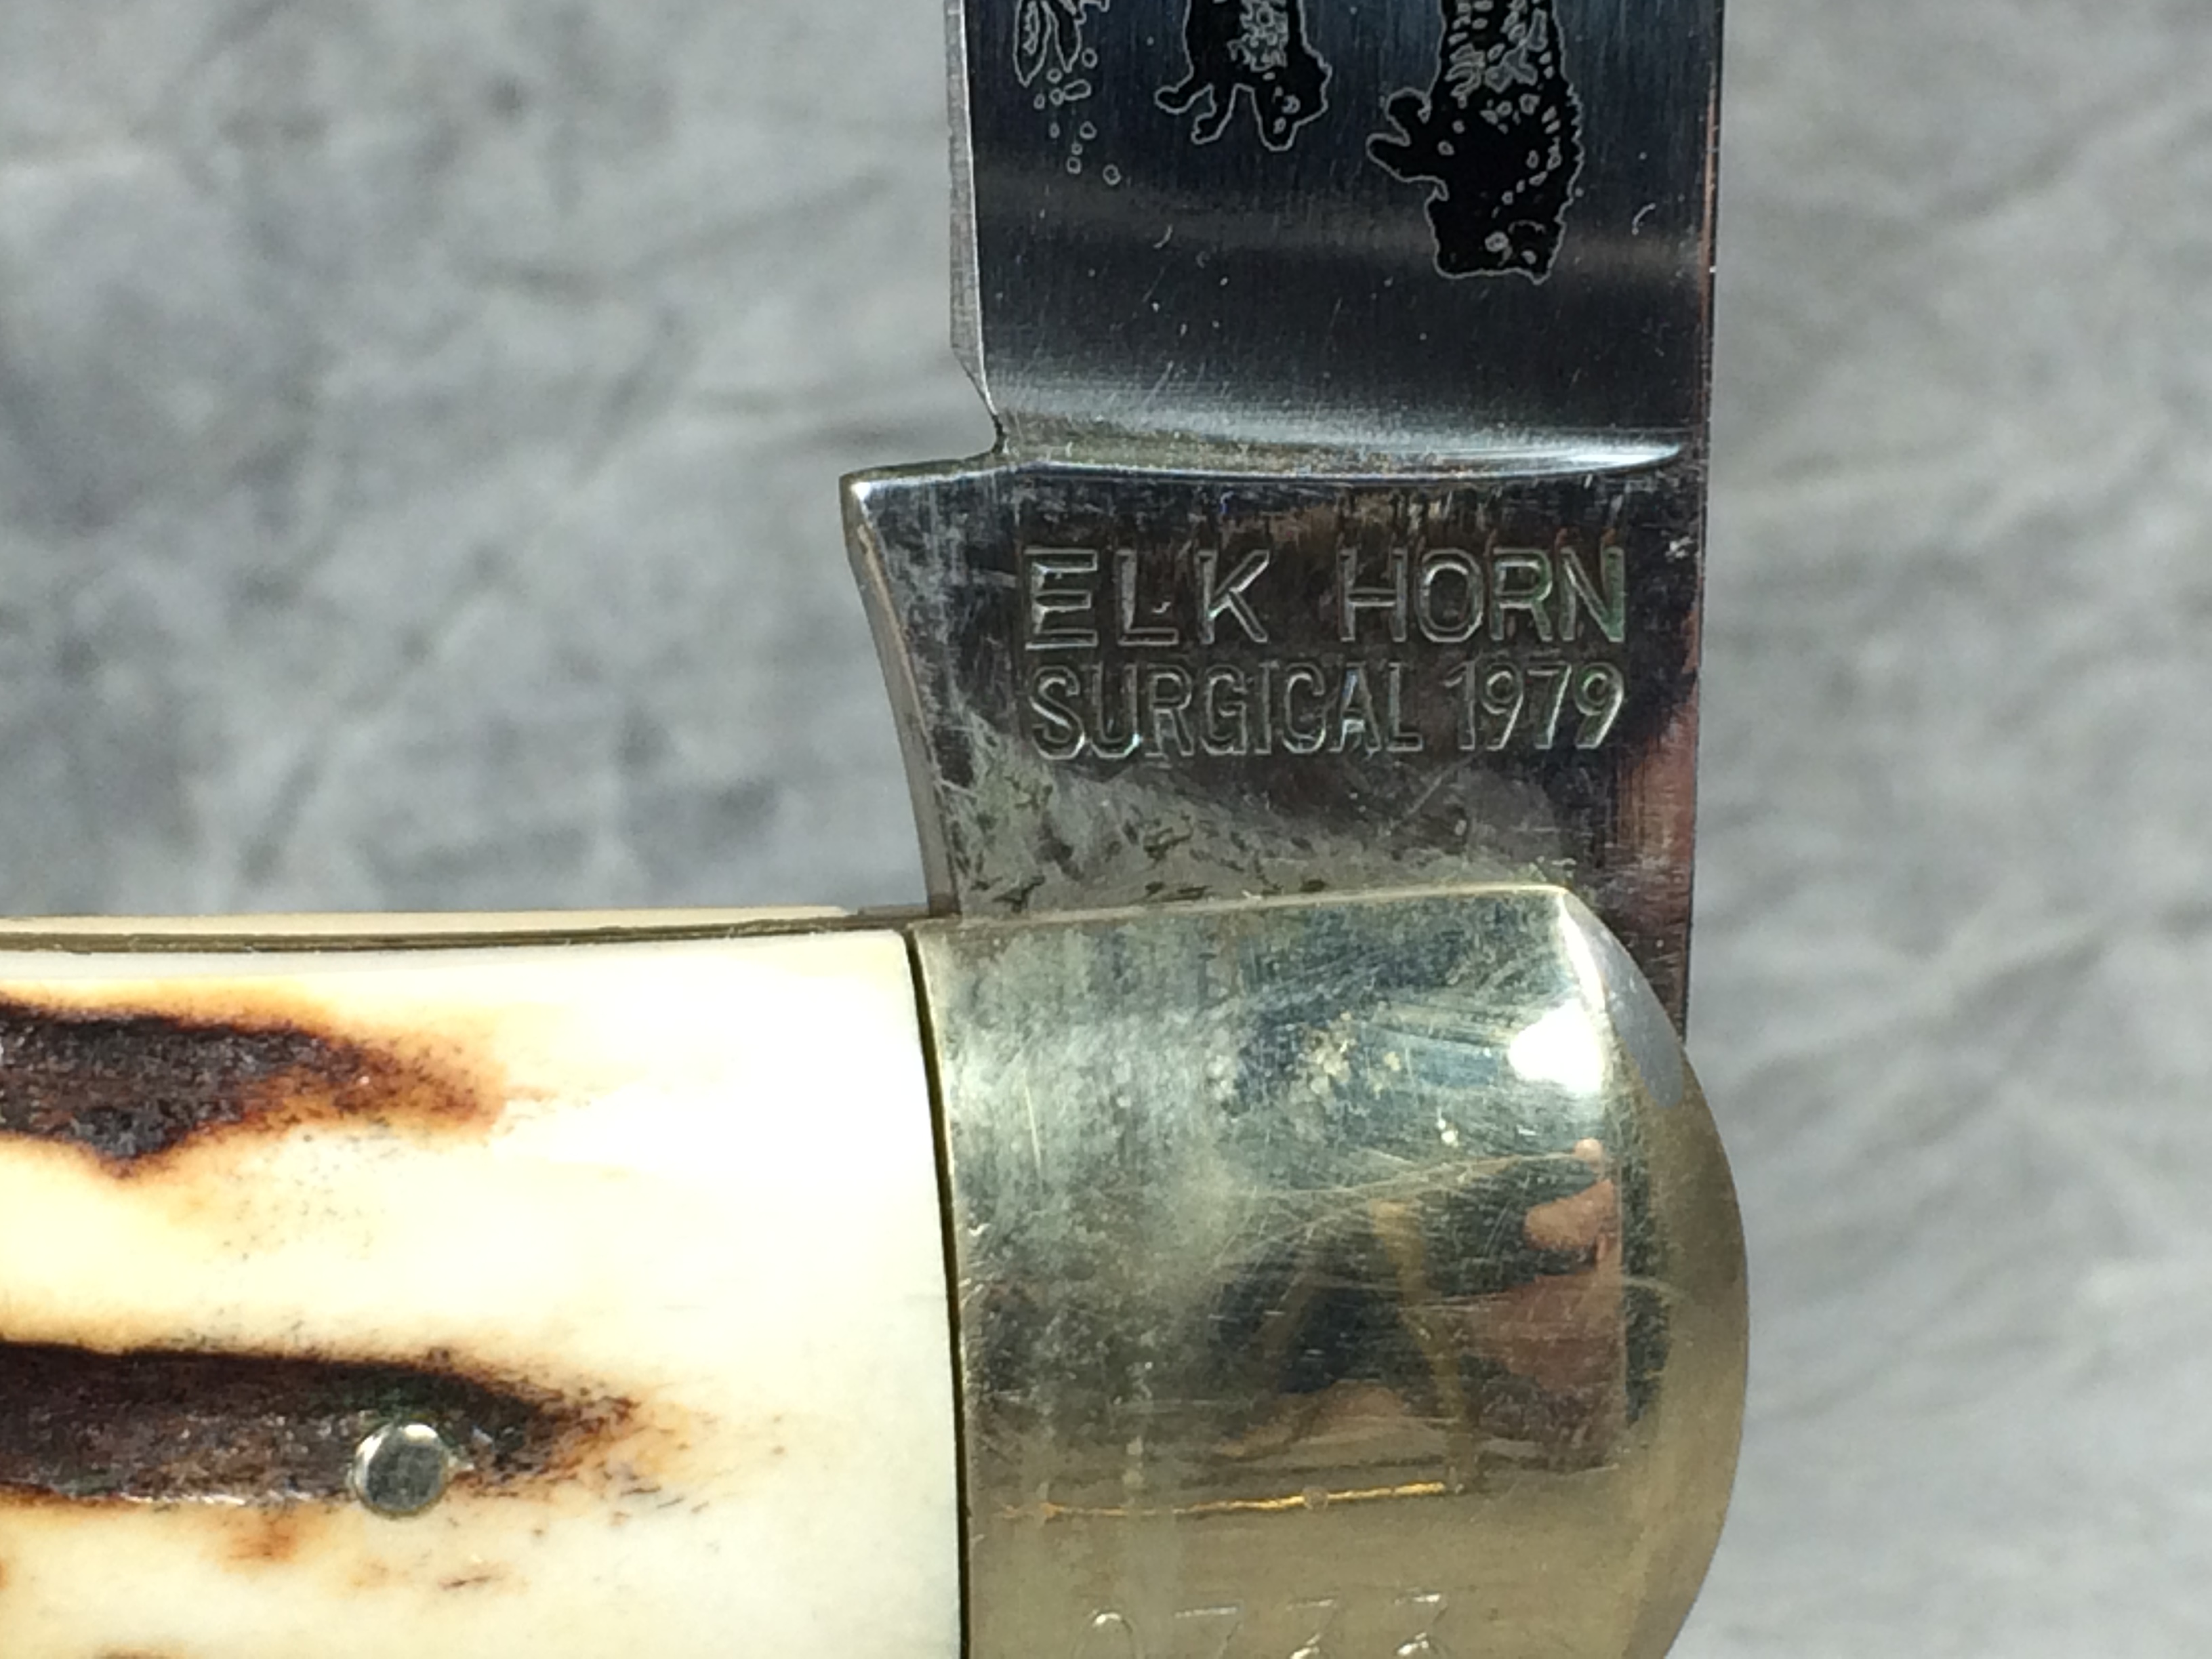 ELK HORN
SURGICAL 1979